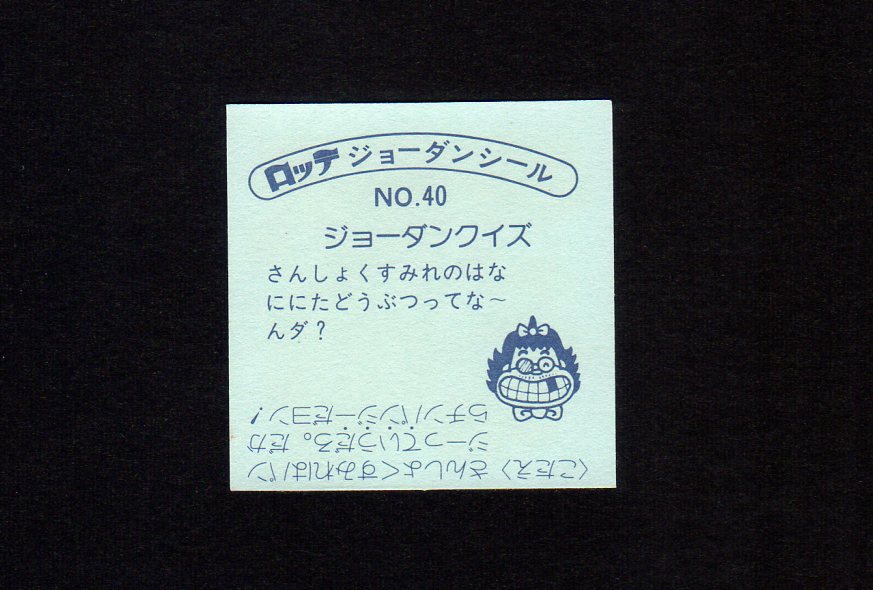 ロッテ ジョーダンシール
NO.40
ジョーダンクイズ
さんしょくすみれのはな
ににたどうぶつってな〜
んダ?
〈こたえ〉さんしょくすみれはパン
ジーっていうだろ。だか
らチンパンジーだヨン!